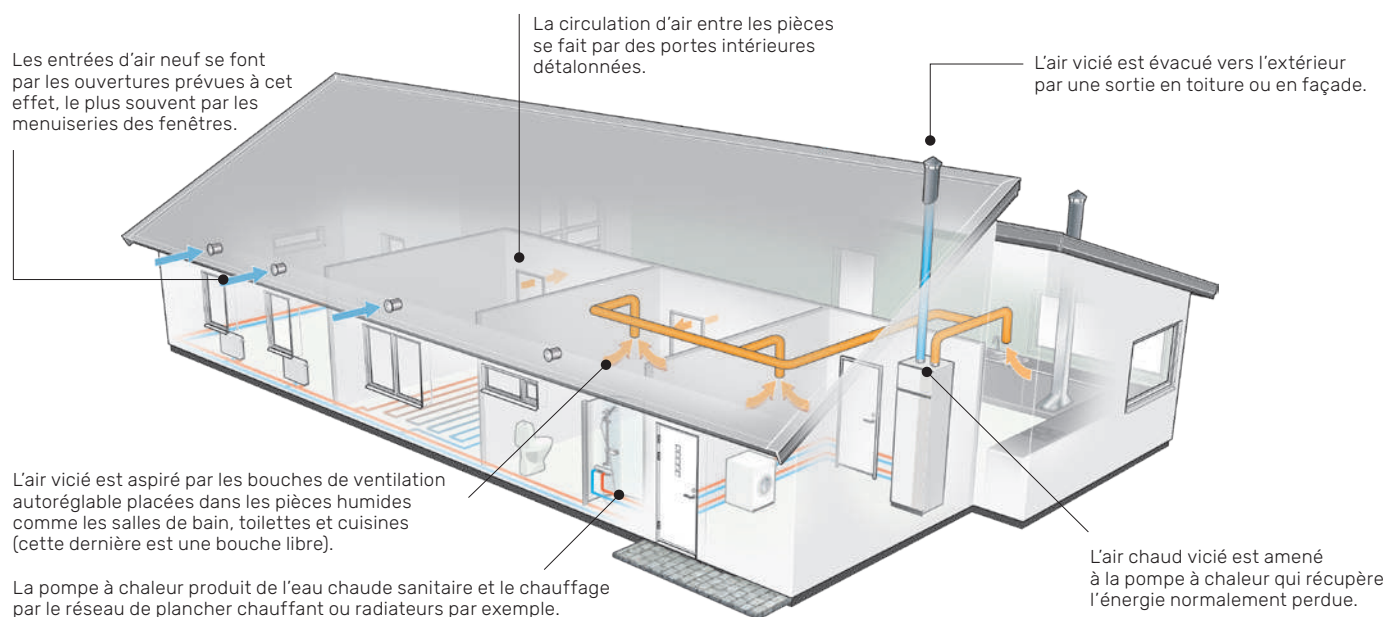 La circulation d’air entre les pièces
se fait par des portes intérieures
détalonnées.
Les entrées d’air neuf se font
par les ouvertures prévues à cet
effet, le plus souvent par les
menuiseries des fenêtres.
L’air vicié est évacué vers l’extérieur
par une sortie en toiture ou en façade.
L’air vicié est aspiré par les bouches de ventilation
autoréglable placées dans les pièces humides
comme les salles de bain, toilettes et cuisines
(cette dernière est une bouche libre).
La pompe à chaleur produit de l’eau chaude sanitaire et le chauffage
par le réseau de plancher chauffant ou radiateurs par exemple.
L’air chaud vicié est amené
à la pompe à chaleur qui récupère
l’énergie normalement perdue.